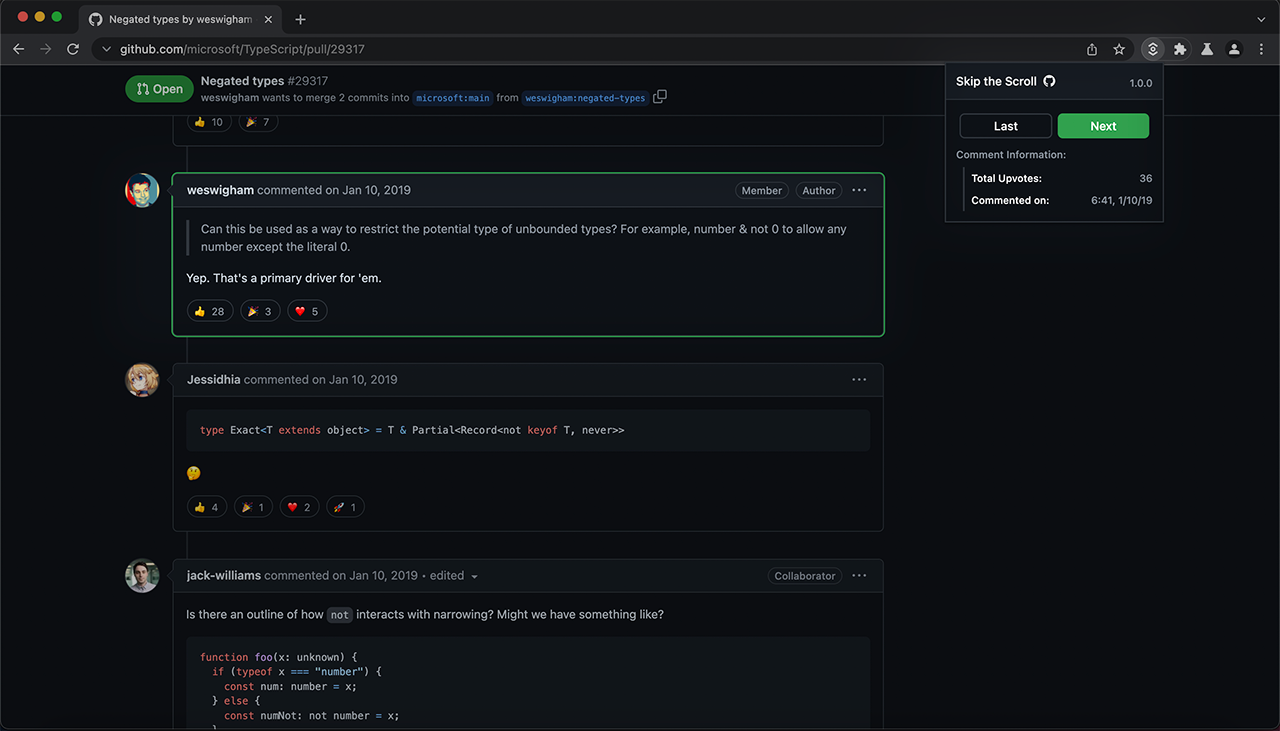 Negated types by weswigham
github.com/microsoft/TypeScript/pull/29317
Open
Negated types #29317
weswigham wants to merge 2 commits into microsoft:main from weswigham:negated-types
Skip the Scroll 1.0.0
Last Next
Comment Information:
Total Upvotes: 36
Commented on: 6:41, 1/10/19
10 7
weswigham commented on Jan 10, 2019 Member Author
Can this be used as a way to restrict the potential type of unbounded types? For example, number & not 0 to allow any
number except the literal 0.
Yep. That's a primary driver for 'em.
28 3 5
Jessidhia commented on Jan 10, 2019
type Exact<T extends object> = T & Partial<Record<not keyof T, never>>
4 1 2 1
jack-williams commented on Jan 10, 2019 • edited Collaborator
Is there an outline of how not interacts with narrowing? Might we have something like?
function foo(x: unknown) {
if (typeof x === "number") {
const num: number = x;
} else {
const numNot: not number = x;
}